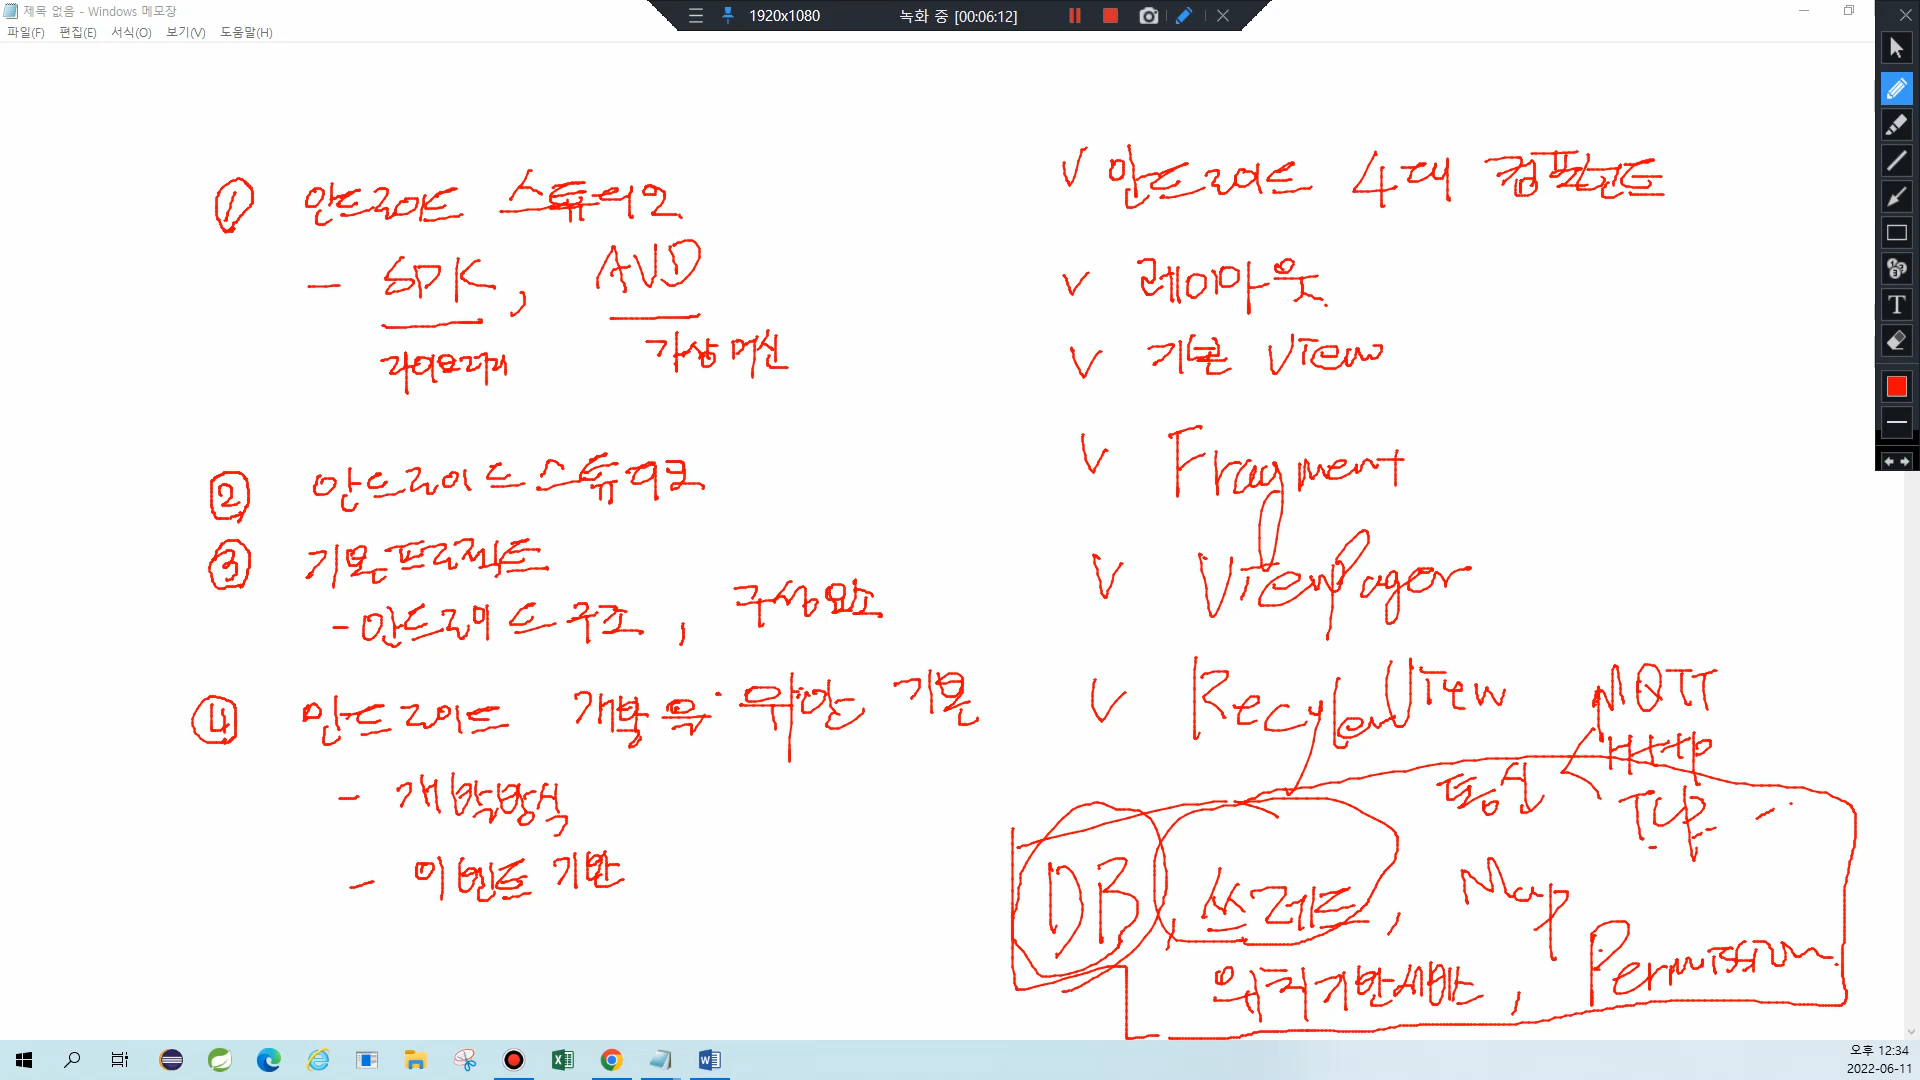 제목 없음 - Windows 메모장
파일(F) 편집(E) 서식(O) 보기(V) 도움말(H)
1920x1080 녹화 중 [00:06:12]
① 안드로이드 스튜디오
- SDK, AVD
라이브러리 가상머신
② 안드로이드 스튜디오
③ 기본프로젝트
- 안드로이드 구조, 구성요소
④ 안드로이드 개발을 위한 기본
- 개발방식
- 이벤트 기반
V 안드로이드 4대 컴포넌트
V 레이아웃
V 기본 View
V Fragment
V ViewPager
V RecylerView
MQTT
통신 HTTP
TCP
DB, 쓰레드, Map
위치기반서비스, Permission
T
오후 12:34
2022-06-11